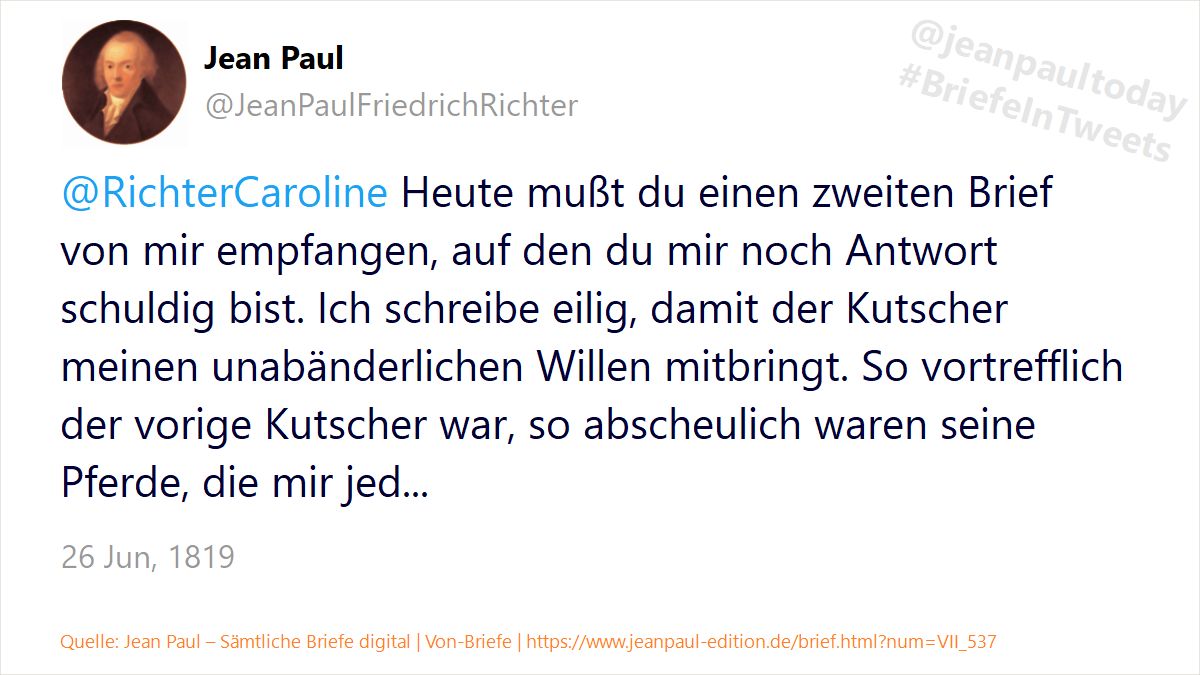 Jean Paul
@JeanPaulFriedrichRichter
@jeanpaultoday
#BriefeInTweets
@RichterCaroline Heute mußt du einen zweiten Brief
von mir empfangen, auf den du mir noch Antwort
schuldig bist. Ich schreibe eilig, damit der Kutscher
meinen unabänderlichen Willen mitbringt. So vortrefflich
der vorige Kutscher war, so abscheulich waren seine
Pferde, die mir jed...
26 Jun, 1819
Quelle: Jean Paul – Sämtliche Briefe digital | Von-Briefe | https://www.jeanpaul-edition.de/brief.html?num=VII_537